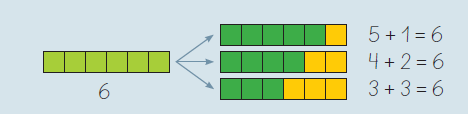 5 + 1 = 6
4 + 2 = 6
6
3 + 3 = 6